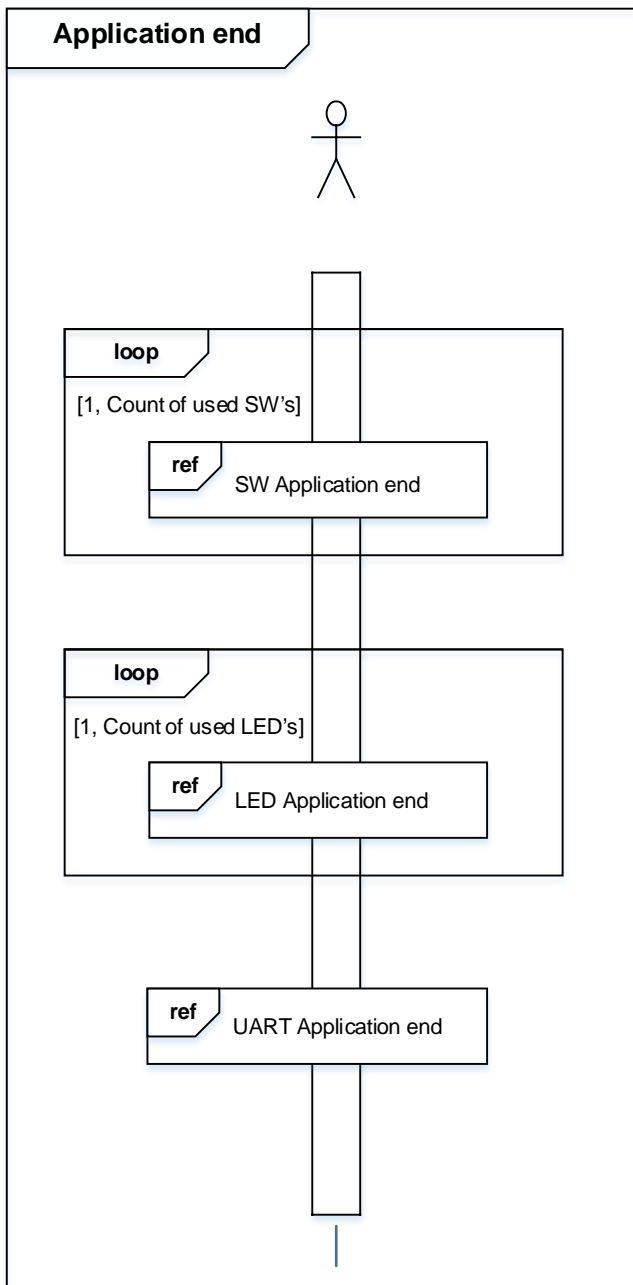 Application end
loop
[1, Count of used SW's]
ref
SW Application end
loop
[1, Count of used LED's]
ref
LED Application end
ref
UART Application end